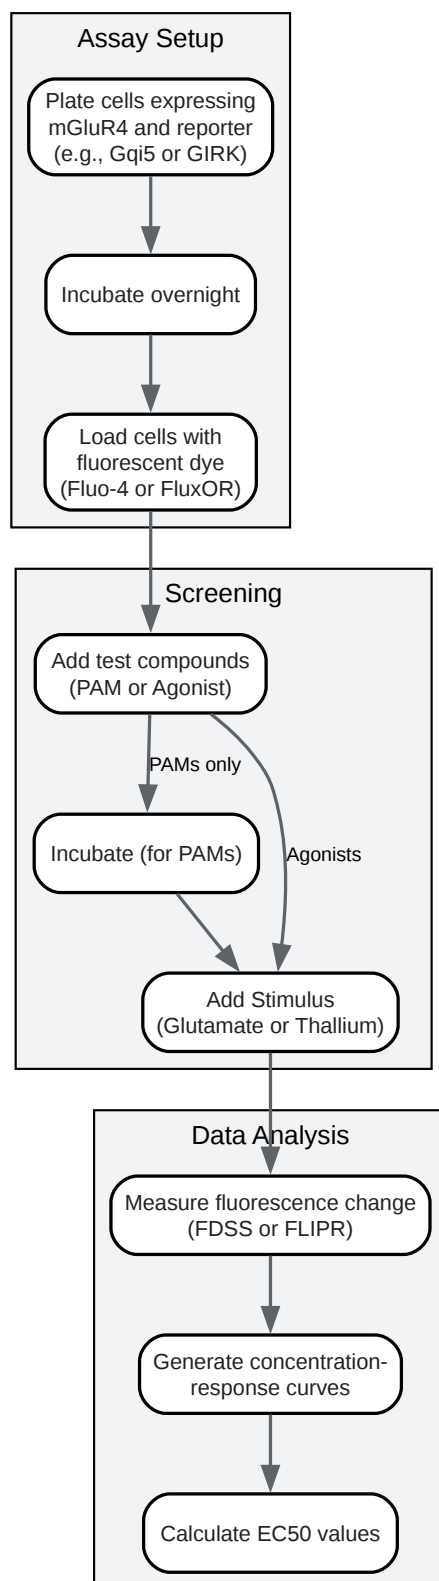 Assay Setup
Plate cells expressing
mGluR4 and reporter
(e.g., Gqi5 or GIRK)
Incubate overnight
Load cells with
fluorescent dye
(Fluo-4 or FluxOR)
Screening
Add test compounds
(PAM or Agonist)
PAMs only
Incubate (for PAMs)
Agonists
Add Stimulus
(Glutamate or Thallium)
Data Analysis
Measure fluorescence change
(FDSS or FLIPR)
Generate concentration-
response curves
Calculate EC50 values